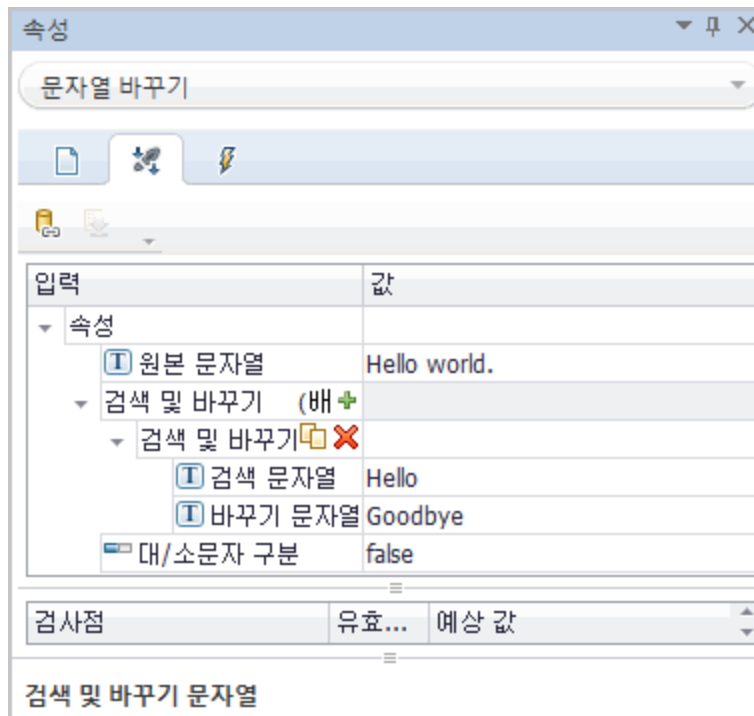 속성
문자열 바꾸기
입력 값
속성
원본 문자열 Hello world.
검색 및 바꾸기 (배
검색 및 바꾸기
검색 문자열 Hello
바꾸기 문자열 Goodbye
대/소문자 구분 false
검사점 유효... 예상 값
검색 및 바꾸기 문자열